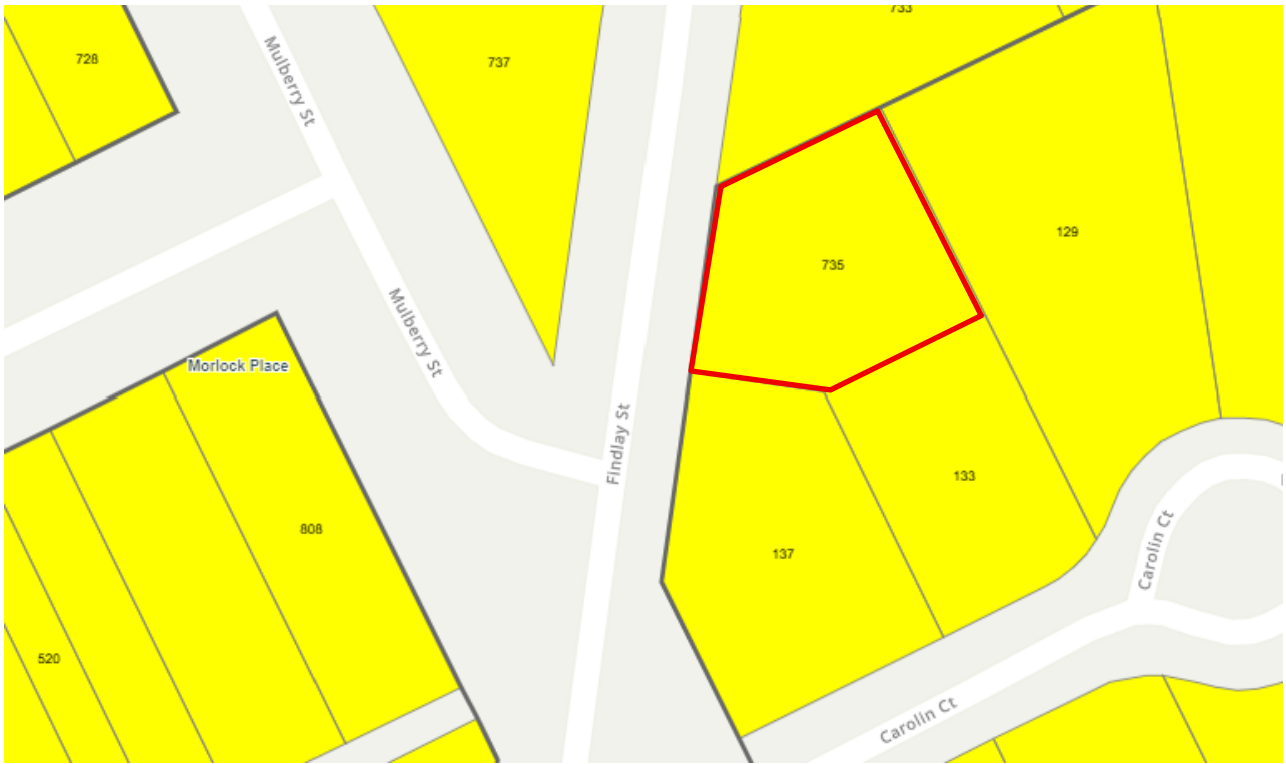 733
728
Mulberry St
737
129
735
Mulberry St
Morlock Place
Findlay St
133
808
137
Carolin Ct
520
Carolin Ct